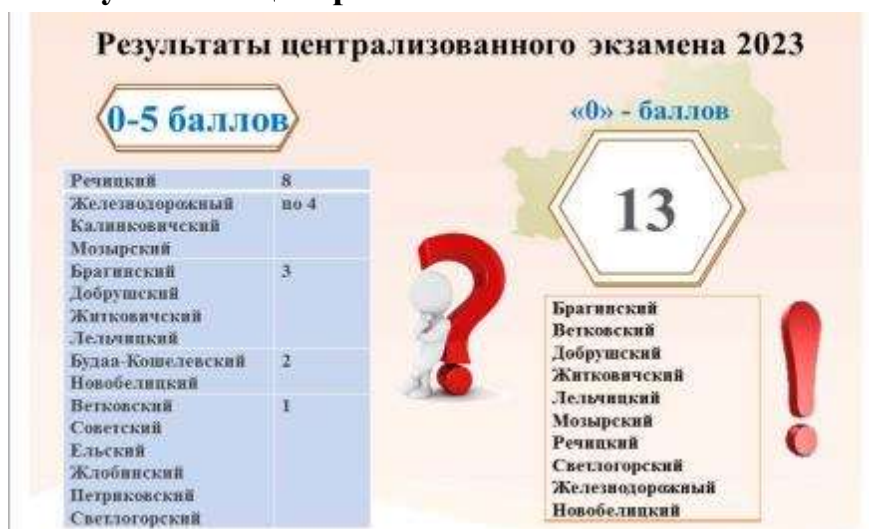 Результаты централизованного экзамена 2023
0-5 баллов
Речицкий 8
Железнодорожный по 4
Калинковичский
Мозырский
Брагинский 3
Добрушский
Житковичский
Лельчицкий
Будаа-Кошелевский 2
Новобелицкий
Ветковский 1
Советский
Ельский
Жлобинский
Петриковский
Светлогорский
«0» - баллов
13
Брагинский
Ветковский
Добрушский
Житковичский
Лельчицкий
Мозырский
Речицкий
Светлогорский
Железнодорожный
Новобелицкий